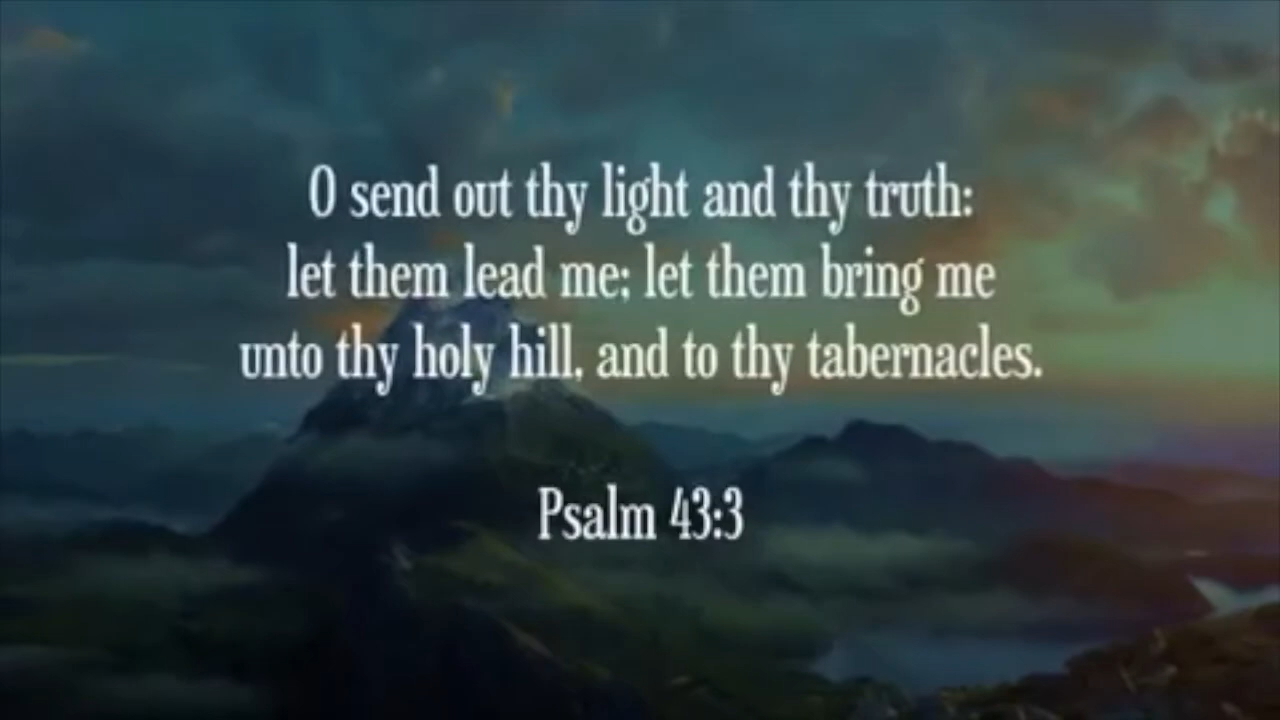 O send out thy light and thy truth:
let them lead me; let them bring me
unto thy holy hill, and to thy tabernacles.
Psalm 43:3